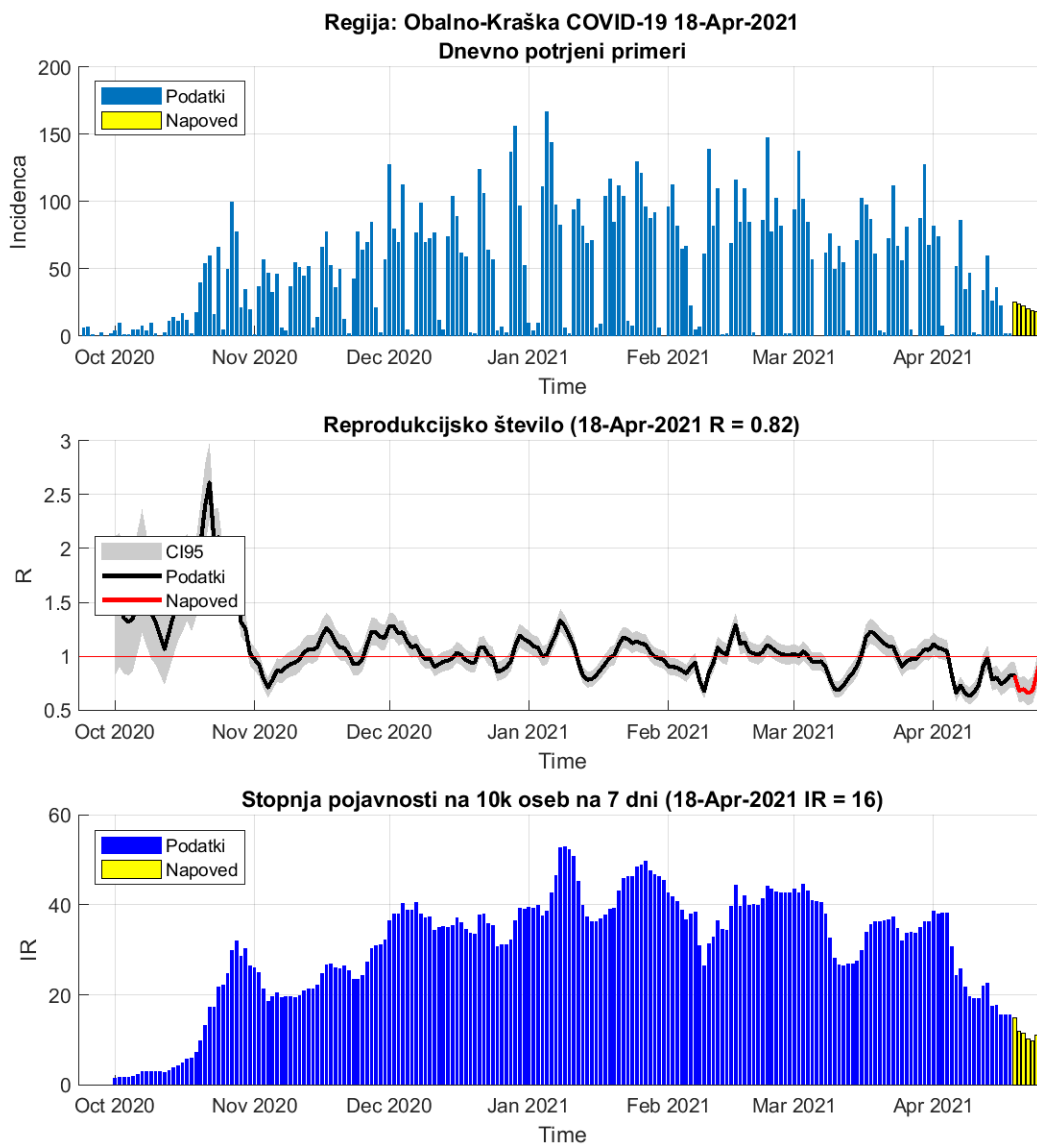 Regija: Obalno-Kraška COVID-19 18-Apr-2021
Dnevno potrjeni primeri
200
150
100
50
0
Incidenca
Podatki
Napoved
Oct 2020 Nov 2020 Dec 2020 Jan 2021 Feb 2021 Mar 2021 Apr 2021
Time
Reprodukcijsko število (18-Apr-2021 R = 0.82)
3
2.5
2
1.5
1
0.5
R
CI95
Podatki
Napoved
Oct 2020 Nov 2020 Dec 2020 Jan 2021 Feb 2021 Mar 2021 Apr 2021
Time
Stopnja pojavnosti na 10k oseb na 7 dni (18-Apr-2021 IR = 16)
60
40
20
0
IR
Podatki
Napoved
Oct 2020 Nov 2020 Dec 2020 Jan 2021 Feb 2021 Mar 2021 Apr 2021
Time